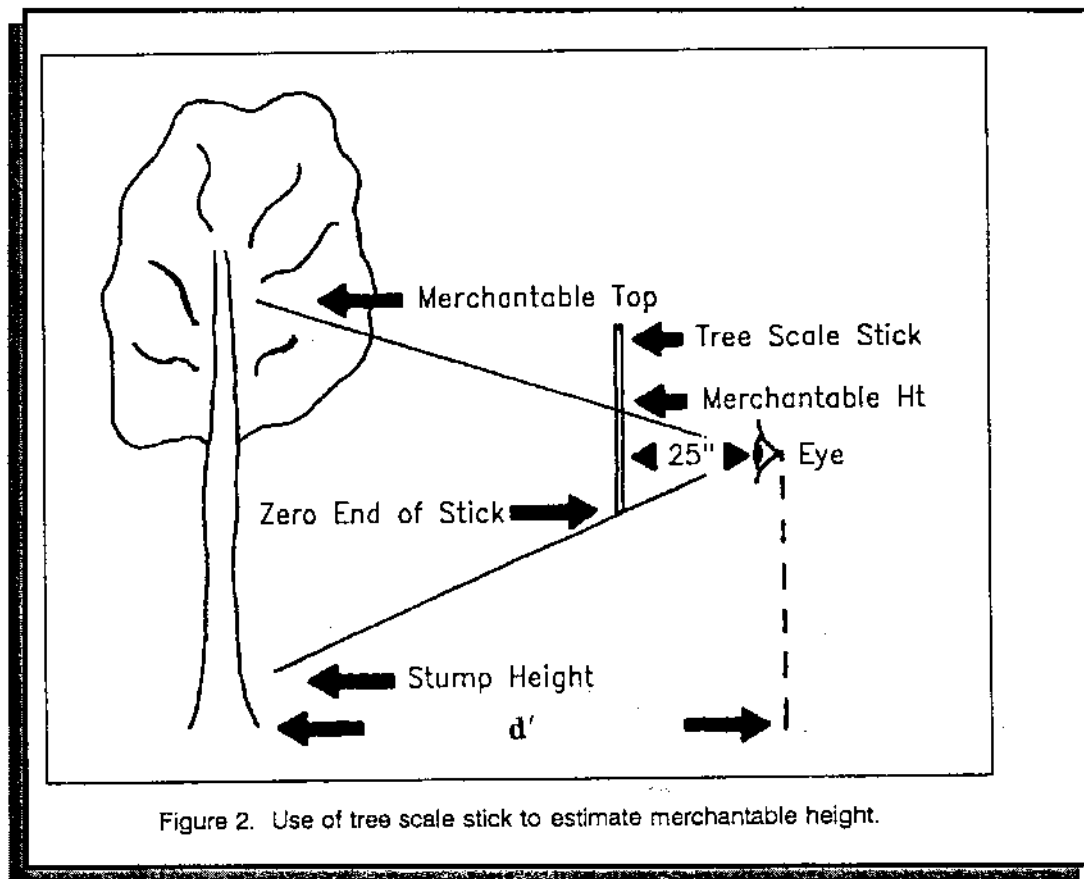 Merchantable Top
Tree Scale Stick
Merchantable Ht
25"
Eye
Zero End of Stick
Stump Height
d'
Figure 2. Use of tree scale stick to estimate merchantable height.